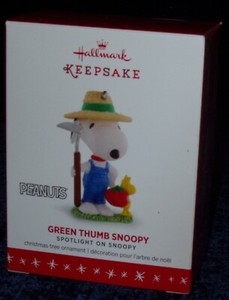 Hallmark
KEEPSAKE
PEANUTS
GREEN THUMB SNOOPY
SPOTLIGHT ON SNOOPY
christmas tree ornament | décoration pour l'arbre de noël